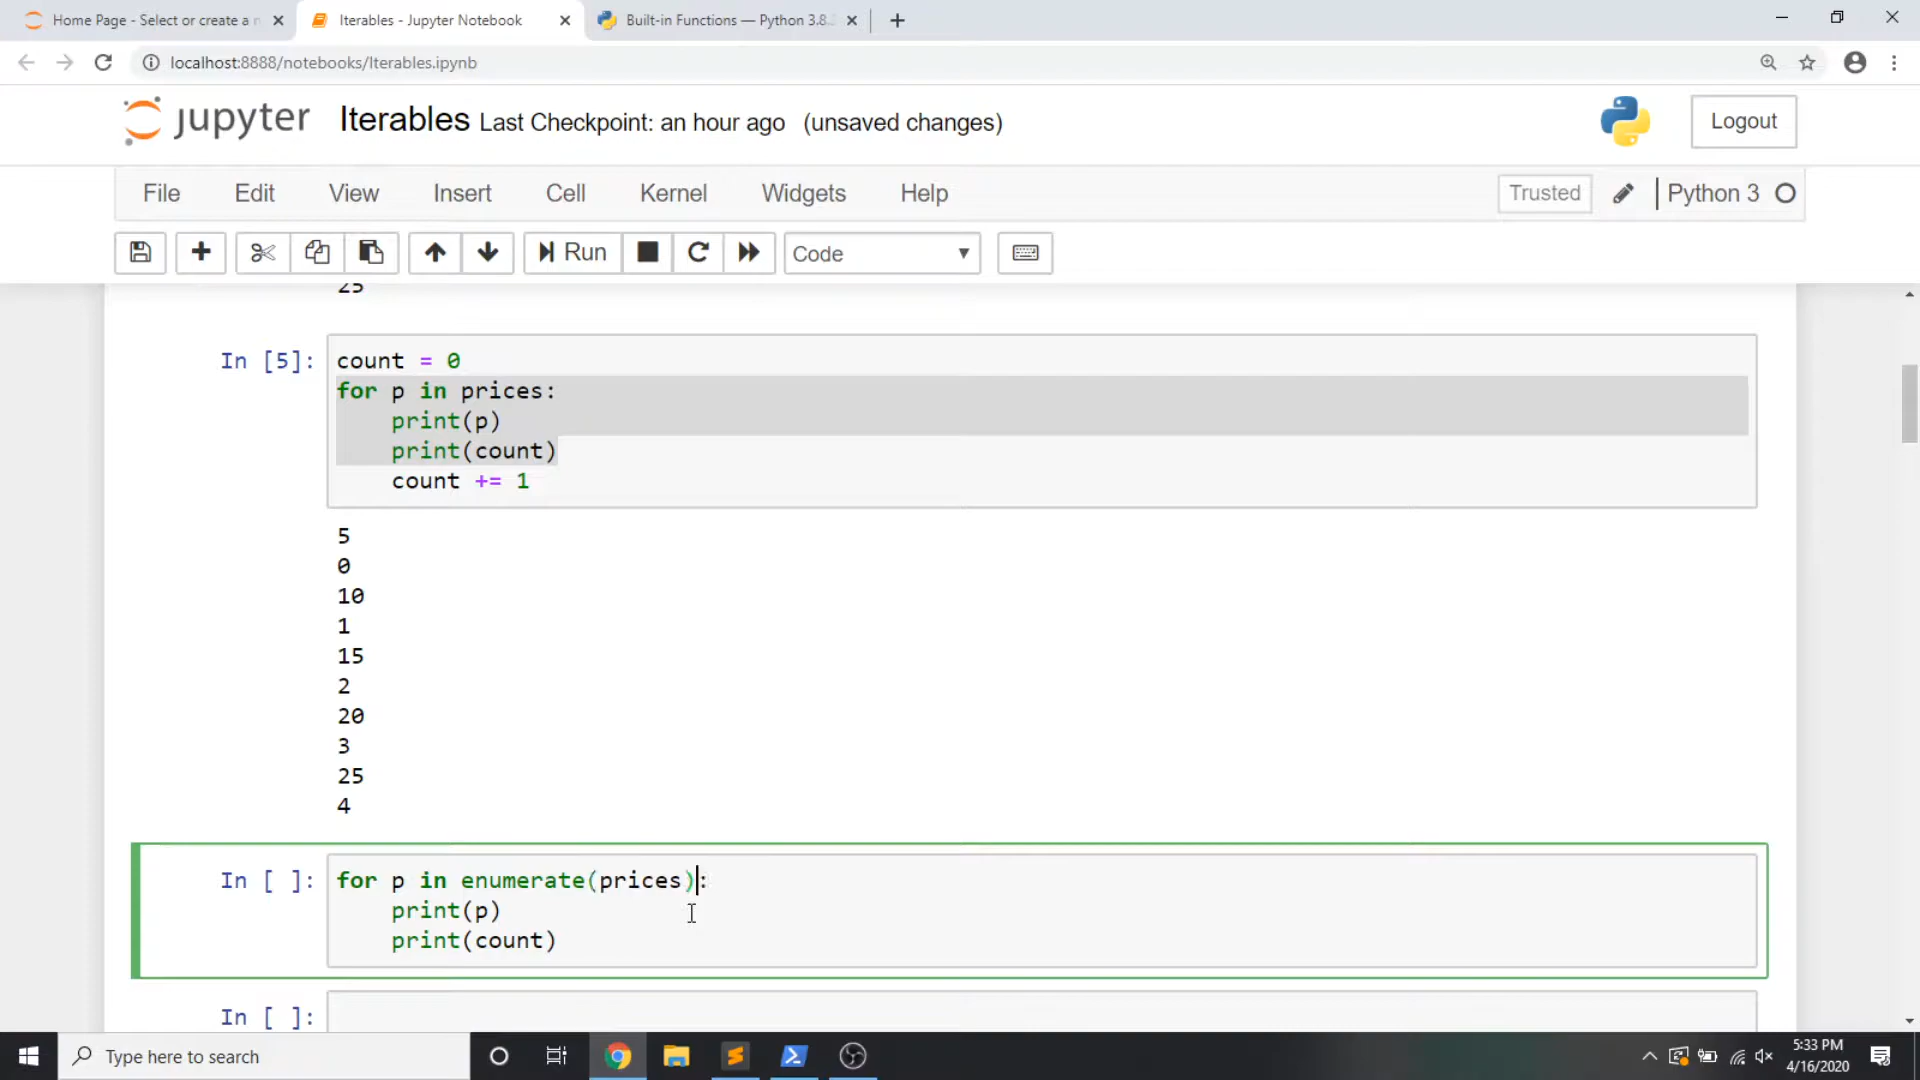 Home Page - Select or create a n
Iterables - Jupyter Notebook
Built-in Functions — Python 3.8.
localhost:8888/notebooks/Iterables.ipynb
jupyter Iterables Last Checkpoint: an hour ago (unsaved changes)
Logout
File Edit View Insert Cell Kernel Widgets Help
Trusted Python 3
Run Code
25
In [5]: count = 0
for p in prices:
print(p)
print(count)
count += 1
5
0
10
1
15
2
20
3
25
4
In [ ]: for p in enumerate(prices):
print(p)
print(count)
In [ ]:
Type here to search
5:33 PM
4/16/2020